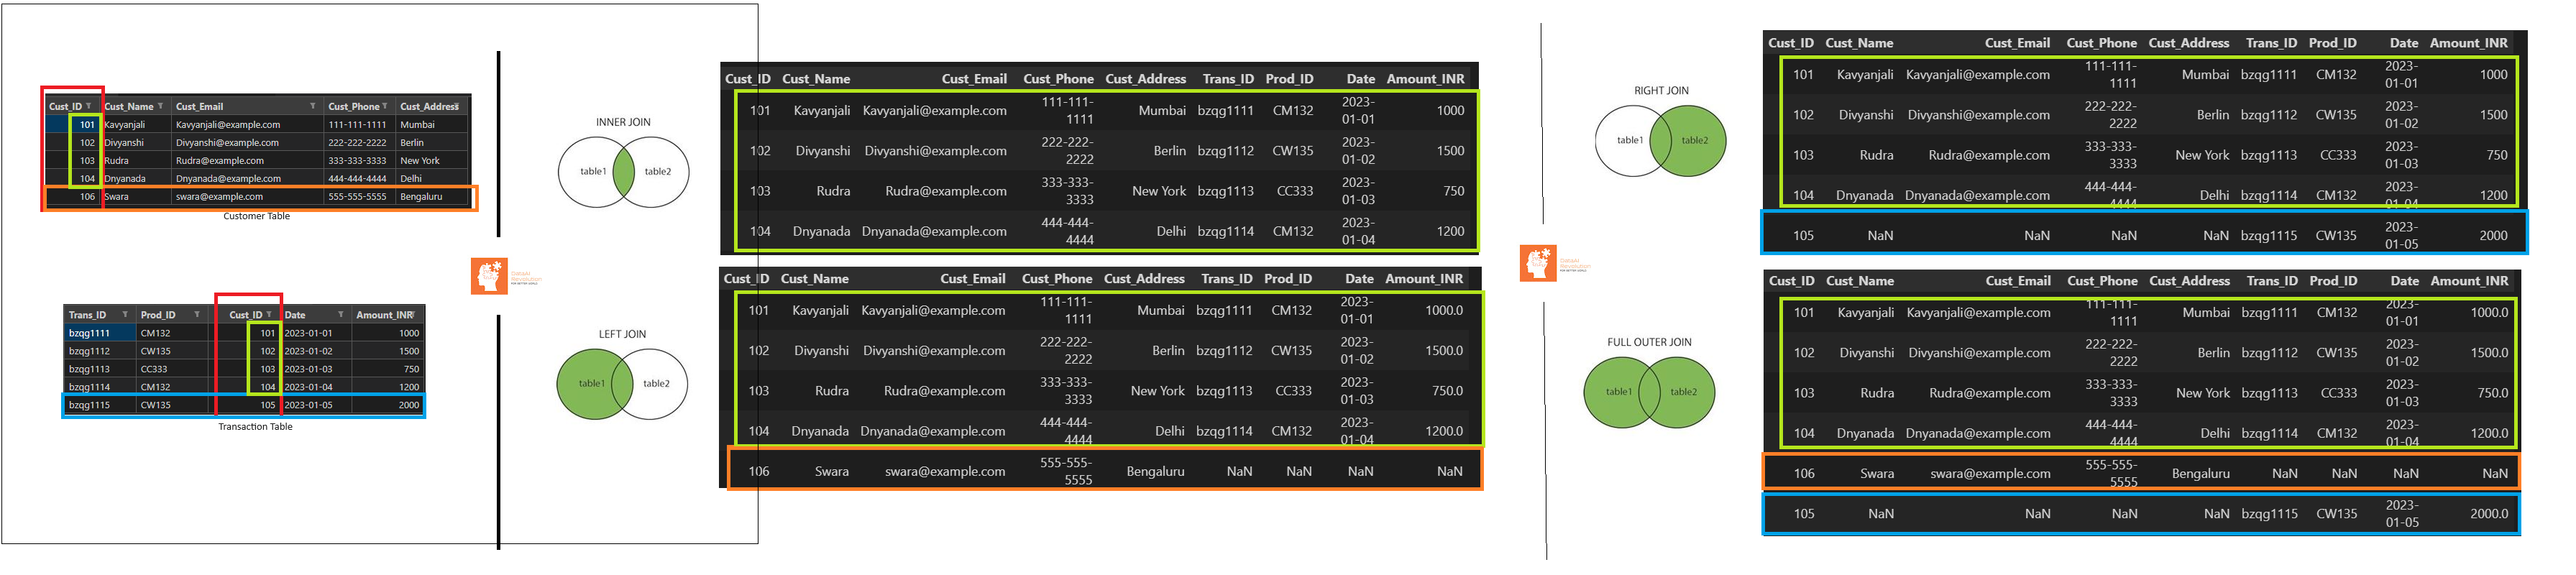 Cust_ID Cust_Name Cust_Email Cust_Phone Cust_Address
101 Kavyanjali Kavyanjali@example.com 111-111-1111 Mumbai
102 Divyanshi Divyanshi@example.com 222-222-2222 Berlin
103 Rudra Rudra@example.com 333-333-3333 New York
104 Dnyanada Dnyanada@example.com 444-444-4444 Delhi
106 Swara swara@example.com 555-555-5555 Bengaluru
Customer Table
Trans_ID Prod_ID Cust_ID Date Amount_INR
bzqg1111 CM132 101 2023-01-01 1000
bzqg1112 CW135 102 2023-01-02 1500
bzqg1113 CC333 103 2023-01-03 750
bzqg1114 CM132 104 2023-01-04 1200
bzqg1115 CW135 105 2023-01-05 2000
Transaction Table
INNER JOIN
table1 table2
Cust_ID Cust_Name Cust_Email Cust_Phone Cust_Address Trans_ID Prod_ID Date Amount_INR
101 Kavyanjali Kavyanjali@example.com 111-111-1111 Mumbai bzqg1111 CM132 2023-01-01 1000
102 Divyanshi Divyanshi@example.com 222-222-2222 Berlin bzqg1112 CW135 2023-01-02 1500
103 Rudra Rudra@example.com 333-333-3333 New York bzqg1113 CC333 2023-01-03 750
104 Dnyanada Dnyanada@example.com 444-444-4444 Delhi bzqg1114 CM132 2023-01-04 1200
LEFT JOIN
table1 table2
Cust_ID Cust_Name Cust_Email Cust_Phone Cust_Address Trans_ID Prod_ID Date Amount_INR
101 Kavyanjali Kavyanjali@example.com 111-111-1111 Mumbai bzqg1111 CM132 2023-01-01 1000.0
102 Divyanshi Divyanshi@example.com 222-222-2222 Berlin bzqg1112 CW135 2023-01-02 1500.0
103 Rudra Rudra@example.com 333-333-3333 New York bzqg1113 CC333 2023-01-03 750.0
104 Dnyanada Dnyanada@example.com 444-444-4444 Delhi bzqg1114 CM132 2023-01-04 1200.0
106 Swara swara@example.com 555-555-5555 Bengaluru NaN NaN NaN NaN
RIGHT JOIN
table1 table2
Cust_ID Cust_Name Cust_Email Cust_Phone Cust_Address Trans_ID Prod_ID Date Amount_INR
101 Kavyanjali Kavyanjali@example.com 111-111-1111 Mumbai bzqg1111 CM132 2023-01-01 1000
102 Divyanshi Divyanshi@example.com 222-222-2222 Berlin bzqg1112 CW135 2023-01-02 1500
103 Rudra Rudra@example.com 333-333-3333 New York bzqg1113 CC333 2023-01-03 750
104 Dnyanada Dnyanada@example.com 444-444-4444 Delhi bzqg1114 CM132 2023-01-04 1200
105 NaN NaN NaN NaN bzqg1115 CW135 2023-01-05 2000
FULL OUTER JOIN
table1 table2
Cust_ID Cust_Name Cust_Email Cust_Phone Cust_Address Trans_ID Prod_ID Date Amount_INR
101 Kavyanjali Kavyanjali@example.com 111-111-1111 Mumbai bzqg1111 CM132 2023-01-01 1000.0
102 Divyanshi Divyanshi@example.com 222-222-2222 Berlin bzqg1112 CW135 2023-01-02 1500.0
103 Rudra Rudra@example.com 333-333-3333 New York bzqg1113 CC333 2023-01-03 750.0
104 Dnyanada Dnyanada@example.com 444-444-4444 Delhi bzqg1114 CM132 2023-01-04 1200.0
106 Swara swara@example.com 555-555-5555 Bengaluru NaN NaN NaN NaN
105 NaN NaN NaN NaN bzqg1115 CW135 2023-01-05 2000.0